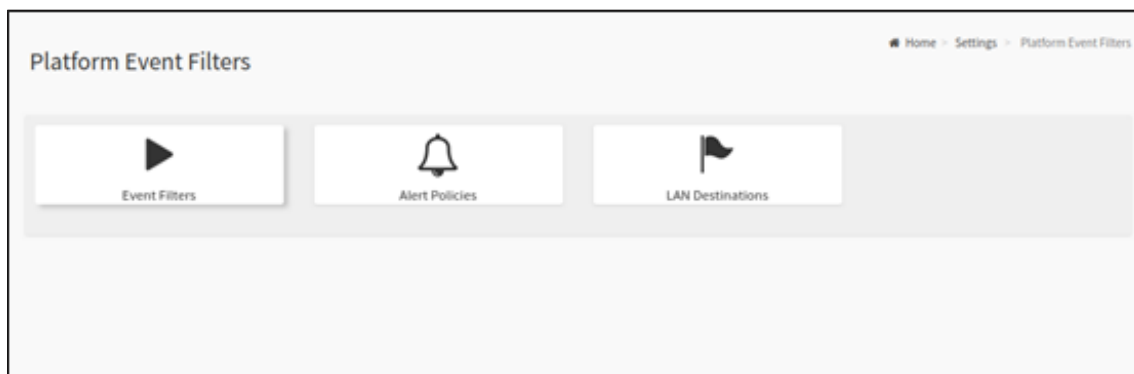 Home > Settings > Platform Event Filters
Platform Event Filters
Event Filters
Alert Policies
LAN Destinations